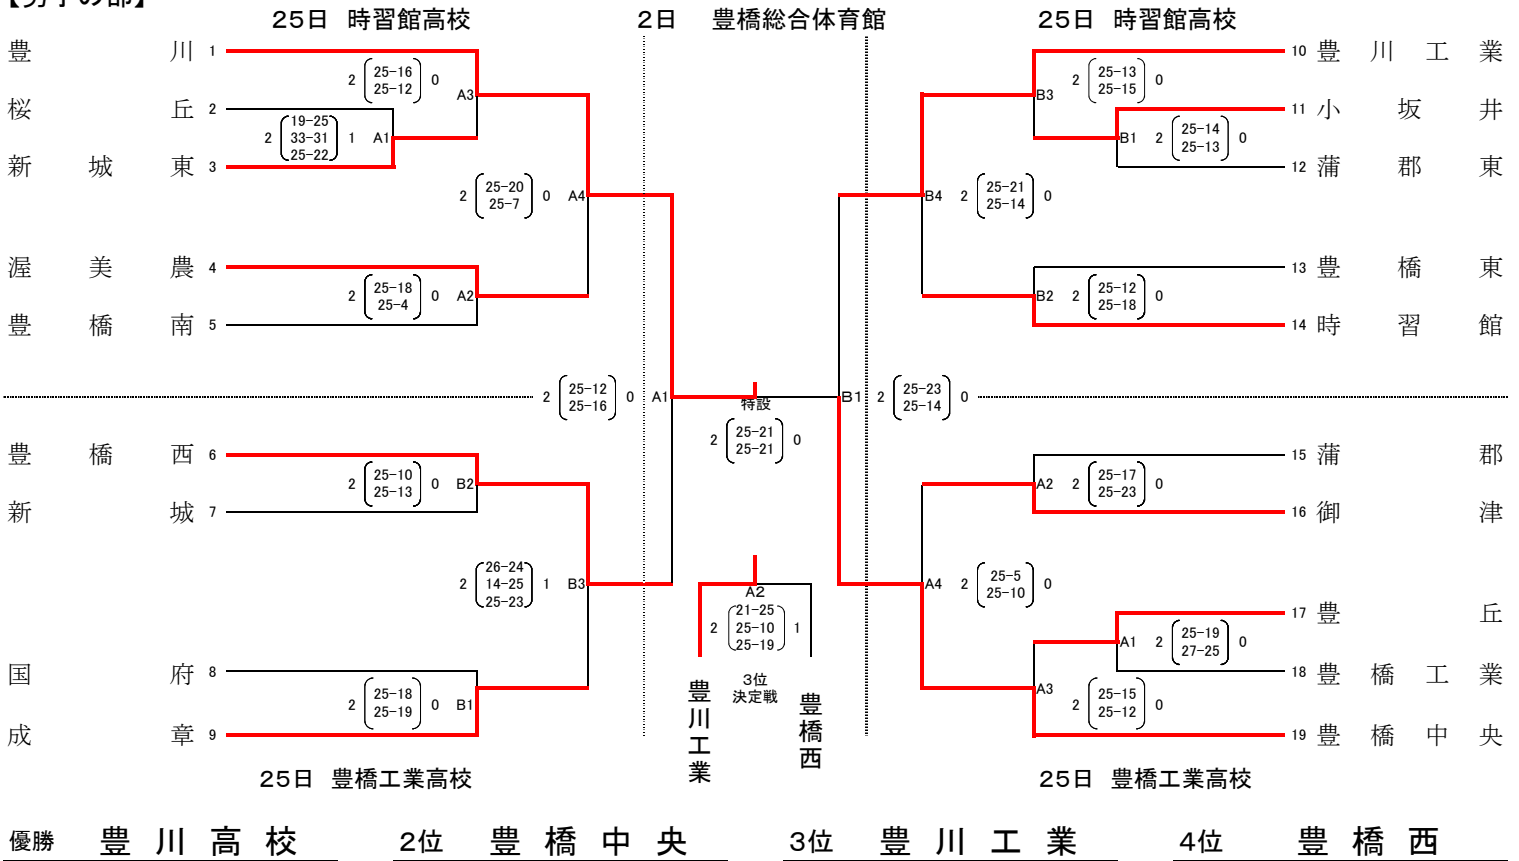 【男子の部】
25日 時習館高校
2日 豊橋総合体育館
25日 時習館高校
豊川 1
桜丘 2
新城東 3
渥美農 4
豊橋南 5
豊橋西 6
新城 7
国府 8
成章 9
2 25-16 0 A3
25-12
19-25
2 33-31 1 A1
25-22
2 25-20 0 A4
25-7
2 25-18 0 A2
25-4
2 25-12 0 A1
25-16
2 25-10 0 B2
25-13
26-24
2 14-25 1 B3
25-23
2 25-18 0 B1
25-19
特設
2 25-21 0
25-21
A2
21-25
2 25-10 1
25-19
3位
決定戦
豊川工業
豊橋西
10 豊川工業
11 小坂井
12 蒲郡東
13 豊橋東
14 時習館
15 蒲郡
16 御津
17 豊丘
18 豊橋工業
19 豊橋中央
B3 2 25-13 0
25-15
B1 2 25-14 0
25-13
B4 2 25-21 0
25-14
B2 2 25-12 0
25-18
B1 2 25-23 0
25-14
A2 2 25-17 0
25-23
A4 2 25-5 0
25-10
A1 2 25-19 0
27-25
A3 2 25-15 0
25-12
25日 豊橋工業高校
25日 豊橋工業高校
優勝 豊川高校 2位 豊橋中央 3位 豊川工業 4位 豊橋西